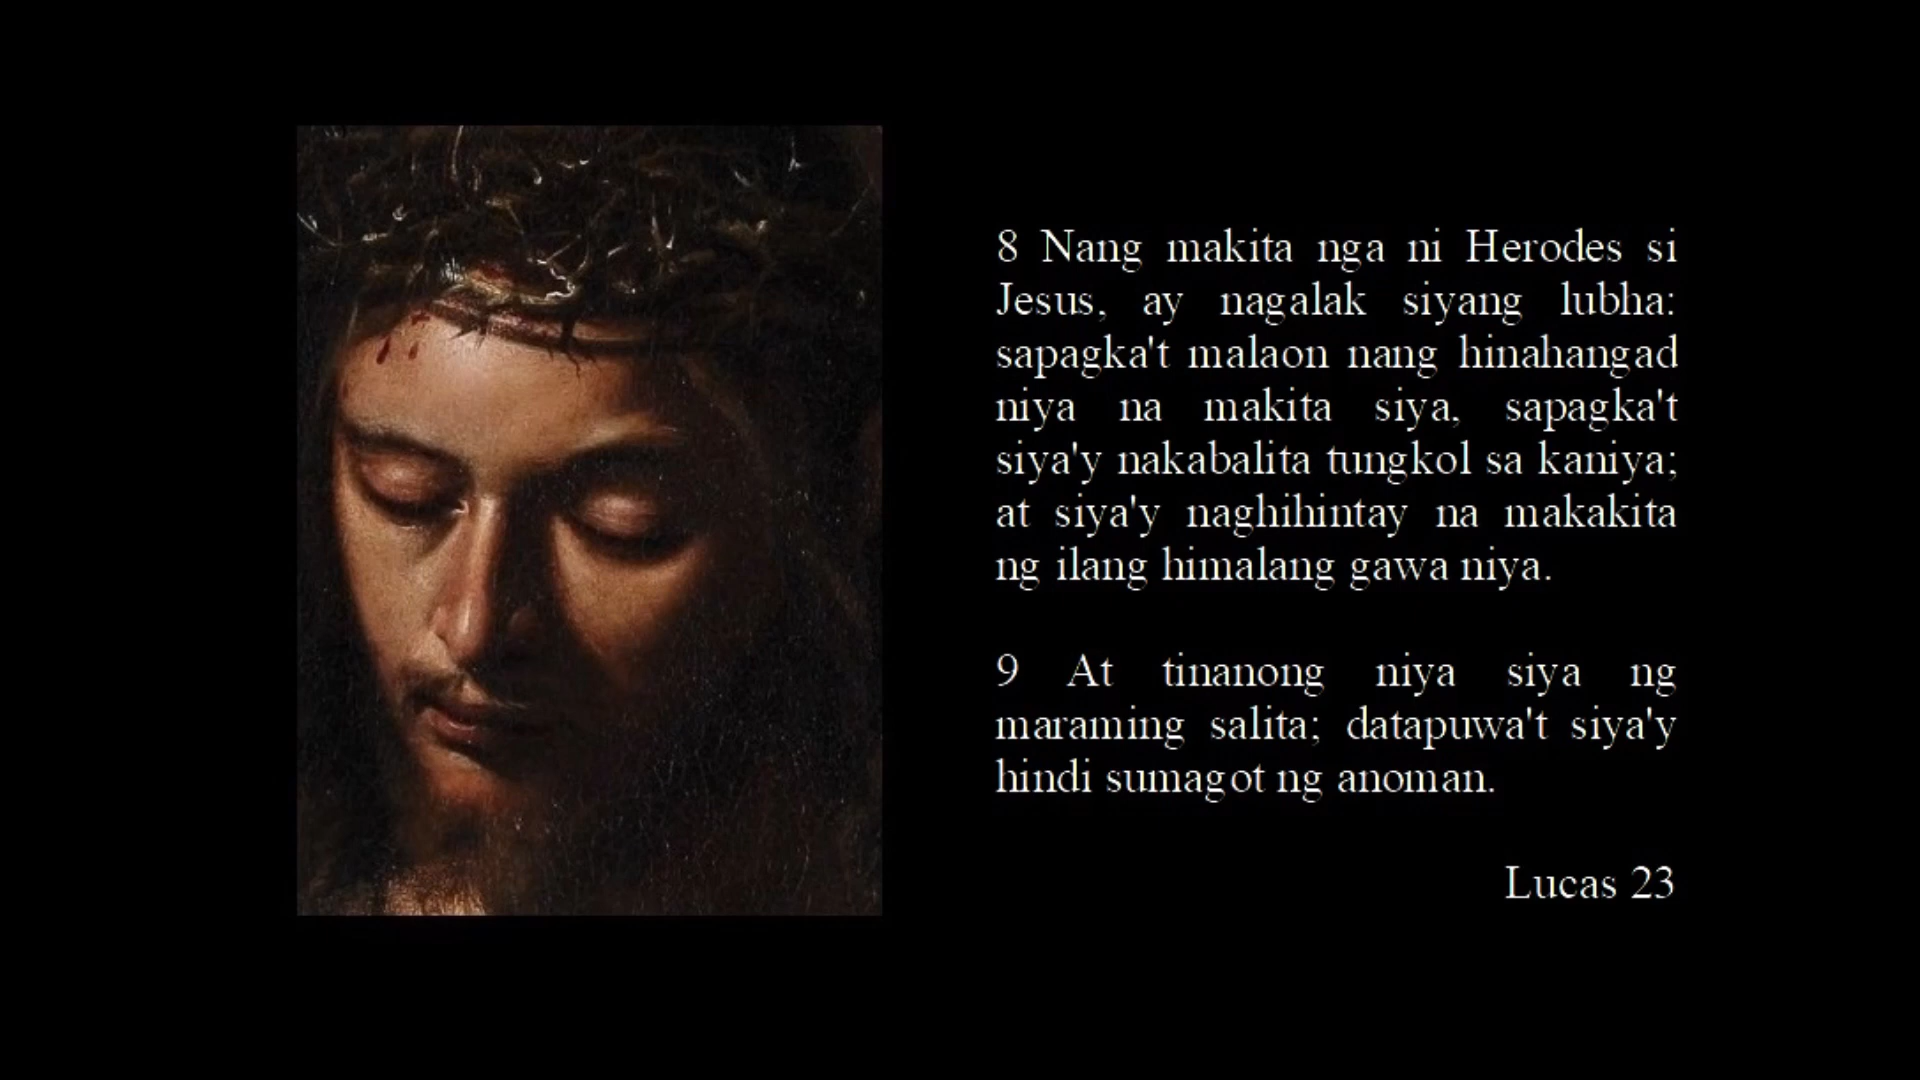 8 Nang makita nga ni Herodes si
Jesus, ay nagalak siyang lubha:
sapagka't malaon nang hinahangad
niya na makita siya, sapagka't
siya'y nakabalita tungkol sa kaniya;
at siya'y naghihintay na makakita
ng ilang himalang gawa niya.
9 At tinanong niya siya ng
maraming salita; datapuwa't siya'y
hindi sumagot ng anoman.
Lucas 23